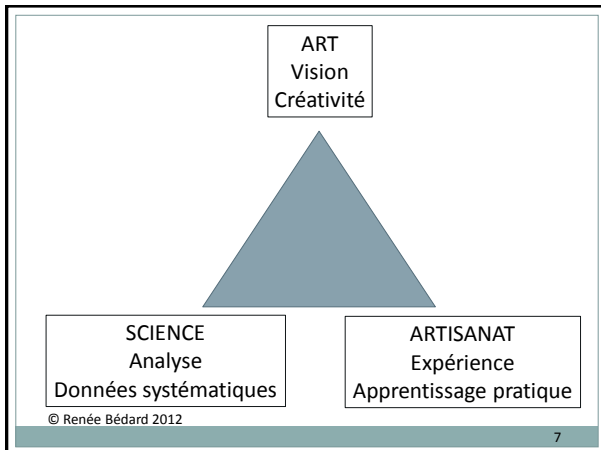 ART
Vision
Créativité
SCIENCE
Analyse
Données systématiques
ARTISANAT
Expérience
Apprentissage pratique
© Renée Bédard 2012
7